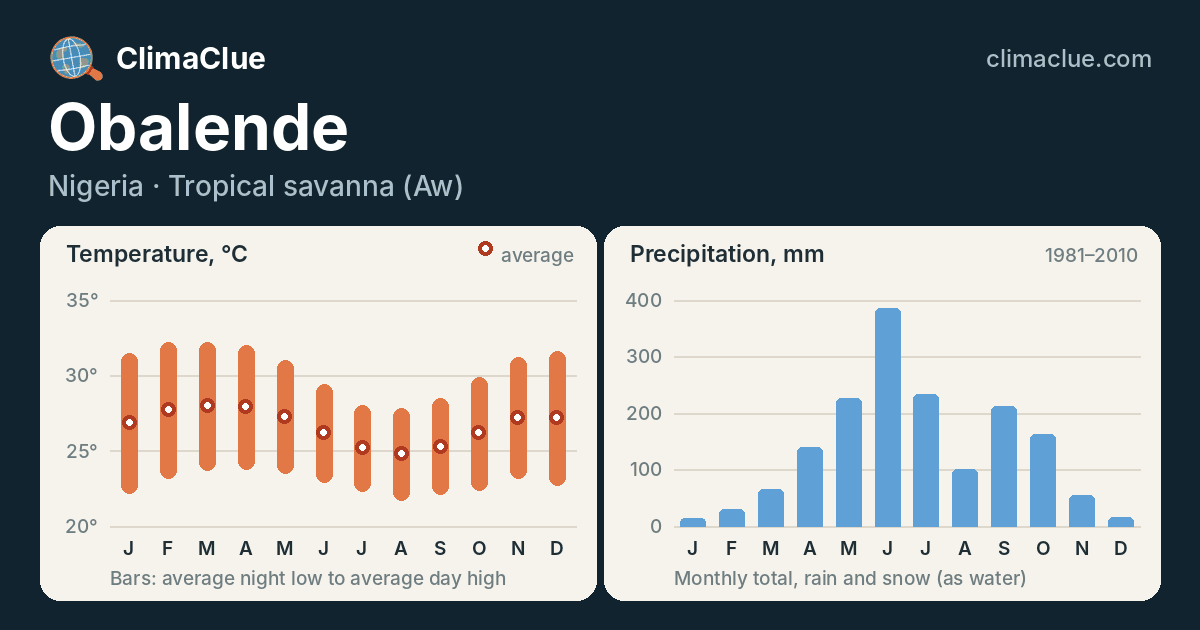 ClimaClue
climaclue.com
Obalende
Nigeria · Tropical savanna (Aw)
Temperature, °C
average
35°
30°
25°
20°
J F M A M J J A S O N D
Bars: average night low to average day high
Precipitation, mm
1981–2010
400
300
200
100
0
J F M A M J J A S O N D
Monthly total, rain and snow (as water)